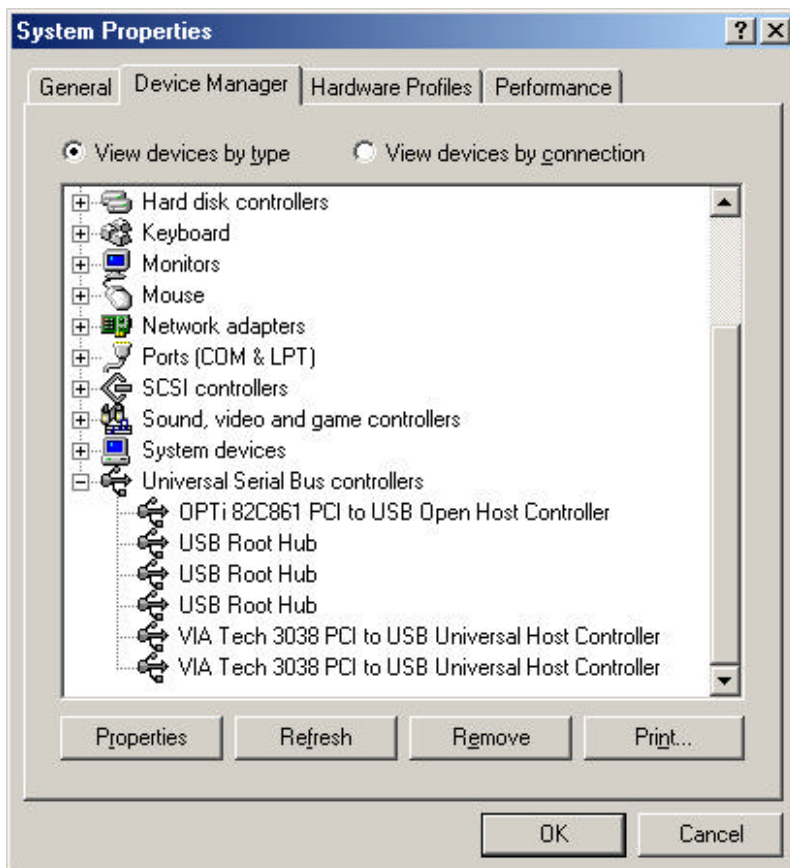 System Properties
General Device Manager Hardware Profiles Performance
View devices by type View devices by connection
Hard disk controllers
Keyboard
Monitors
Mouse
Network adapters
Ports (COM & LPT)
SCSI controllers
Sound, video and game controllers
System devices
Universal Serial Bus controllers
OPTi 82C861 PCI to USB Open Host Controller
USB Root Hub
USB Root Hub
USB Root Hub
VIA Tech 3038 PCI to USB Universal Host Controller
VIA Tech 3038 PCI to USB Universal Host Controller
Properties Refresh Remove Print...
OK Cancel